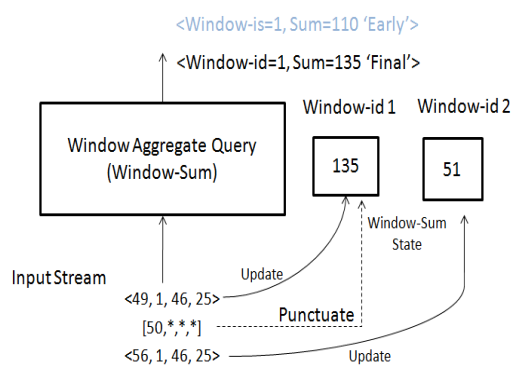 <Window-is=1, Sum=110 ‘Early’>
<Window-id=1, Sum=135 ‘Final’>
Window-id 1
Window-id 2
Window Aggregate Query
(Window-Sum)
135
51
Window-Sum
State
Input Stream
Update
<49, 1, 46, 25>
[50,*,*,*]
Punctuate
<56, 1, 46, 25>
Update